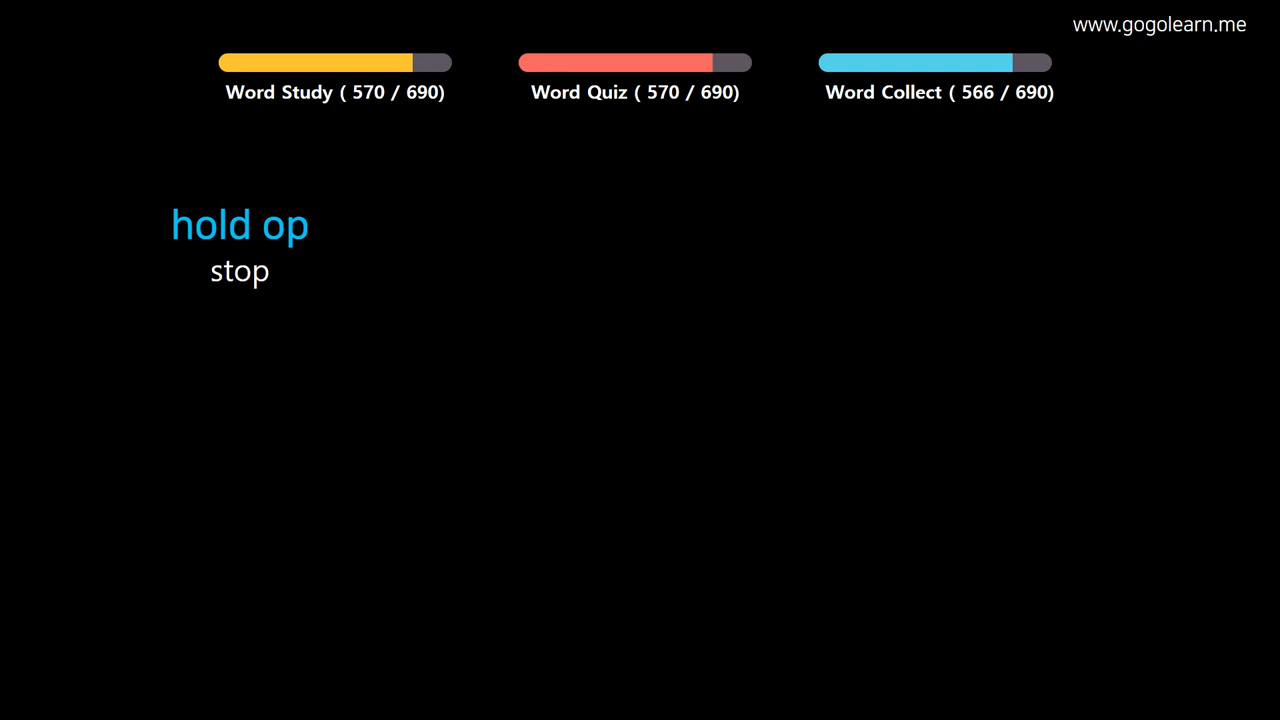 www.gogolearn.me
Word Study ( 570 / 690)
Word Quiz ( 570 / 690)
Word Collect ( 566 / 690)
hold op
stop